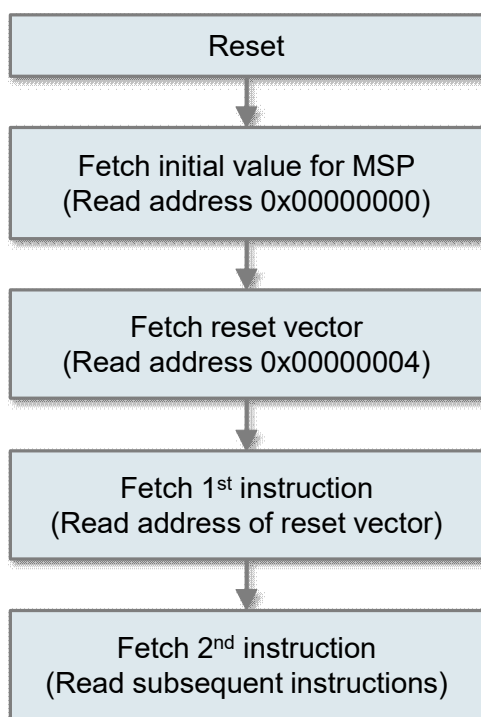 Reset
Fetch initial value for MSP
(Read address 0x00000000)
Fetch reset vector
(Read address 0x00000004)
Fetch 1st instruction
(Read address of reset vector)
Fetch 2nd instruction
(Read subsequent instructions)